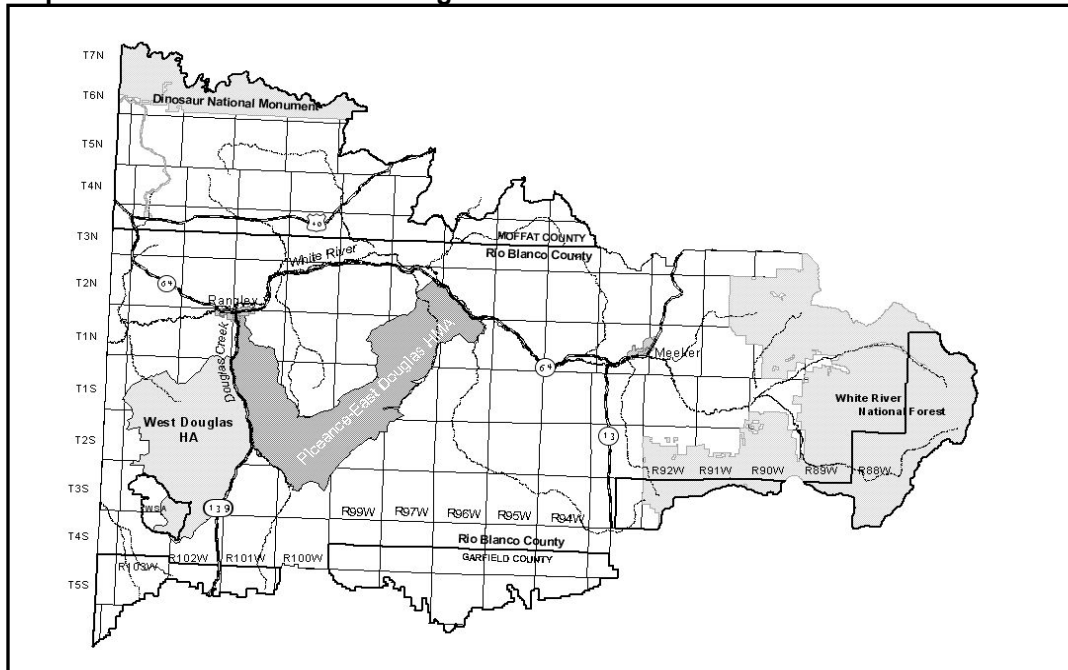 T7N
T6N
Dinosaur National Monument
T5N
T4N
40
T3N
MOFFAT COUNTY
White River
Rio Blanco County
T2N
64
Rangley
T1N
Douglas Creek
Piceance-East Douglas HMA
Meeker
64
T1S
West Douglas
HA
White River
National Forest
T2S
13
R92W R91W R90W R89W R88W
T3S
WSA
139
R99W R97W R96W R95W R94W
T4S
Rio Blanco County
R103W R102W R101W R100W
GARFIELD COUNTY
T5S